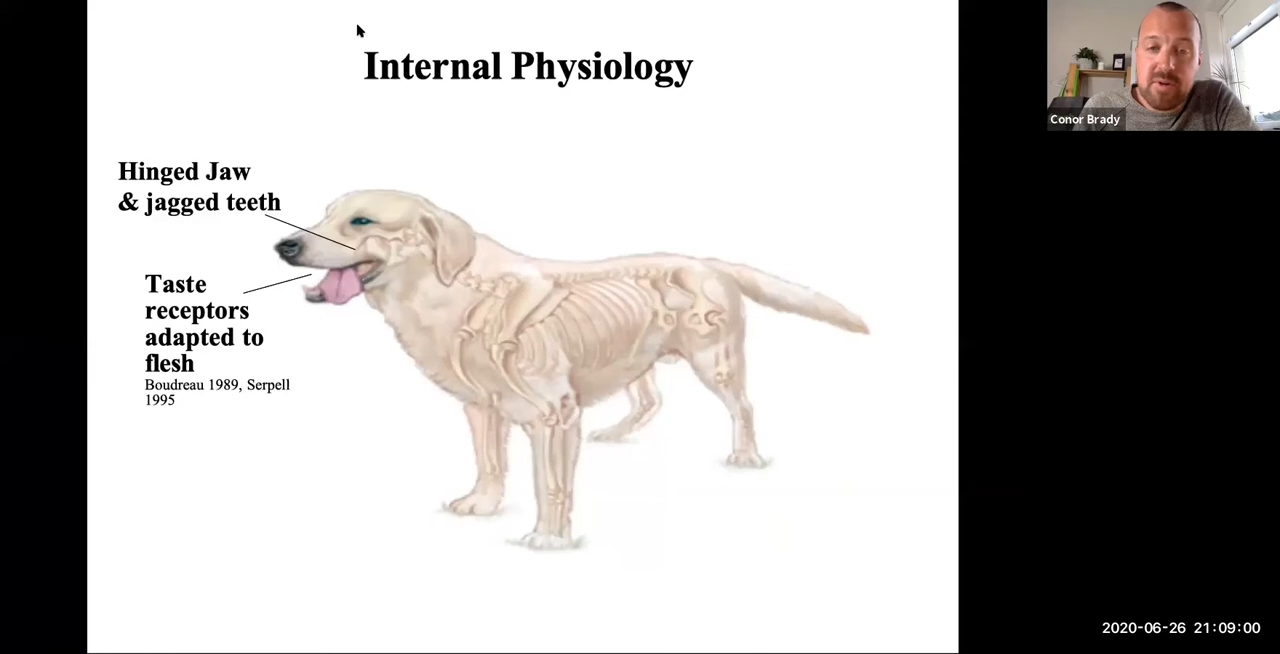 Internal Physiology
Hinged Jaw
& jagged teeth
Taste
receptors
adapted to
flesh
Boudreau 1989, Serpell
1995
Conor Brady
2020-06-26 21:09:00